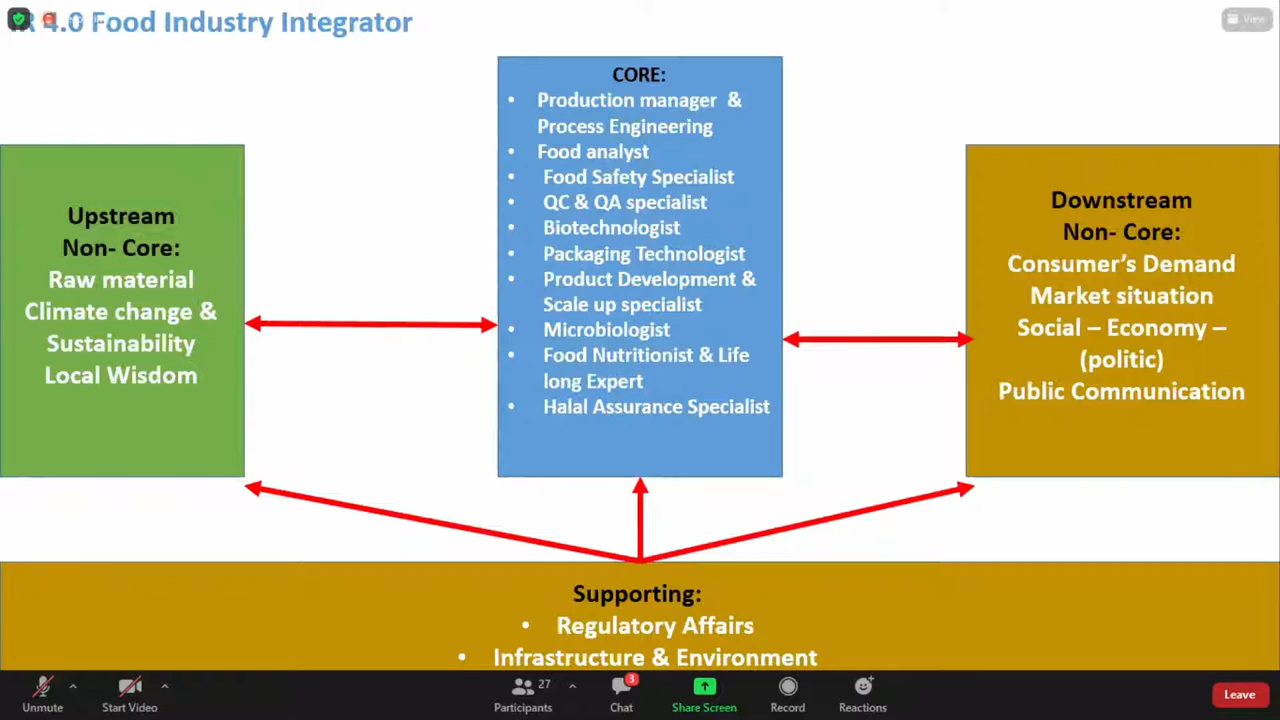 4.0 Food Industry Integrator
View
CORE:
• Production manager &
Process Engineering
• Food analyst
• Food Safety Specialist
• QC & QA specialist
• Biotechnologist
• Packaging Technologist
• Product Development &
Scale up specialist
• Microbiologist
• Food Nutritionist & Life
long Expert
• Halal Assurance Specialist
Upstream
Non- Core:
Raw material
Climate change &
Sustainability
Local Wisdom
Downstream
Non- Core:
Consumer’s Demand
Market situation
Social – Economy –
(politic)
Public Communication
Supporting:
• Regulatory Affairs
• Infrastructure & Environment
Unmute
Start Video
27
Participants
3
Chat
Share Screen
Record
Reactions
Leave